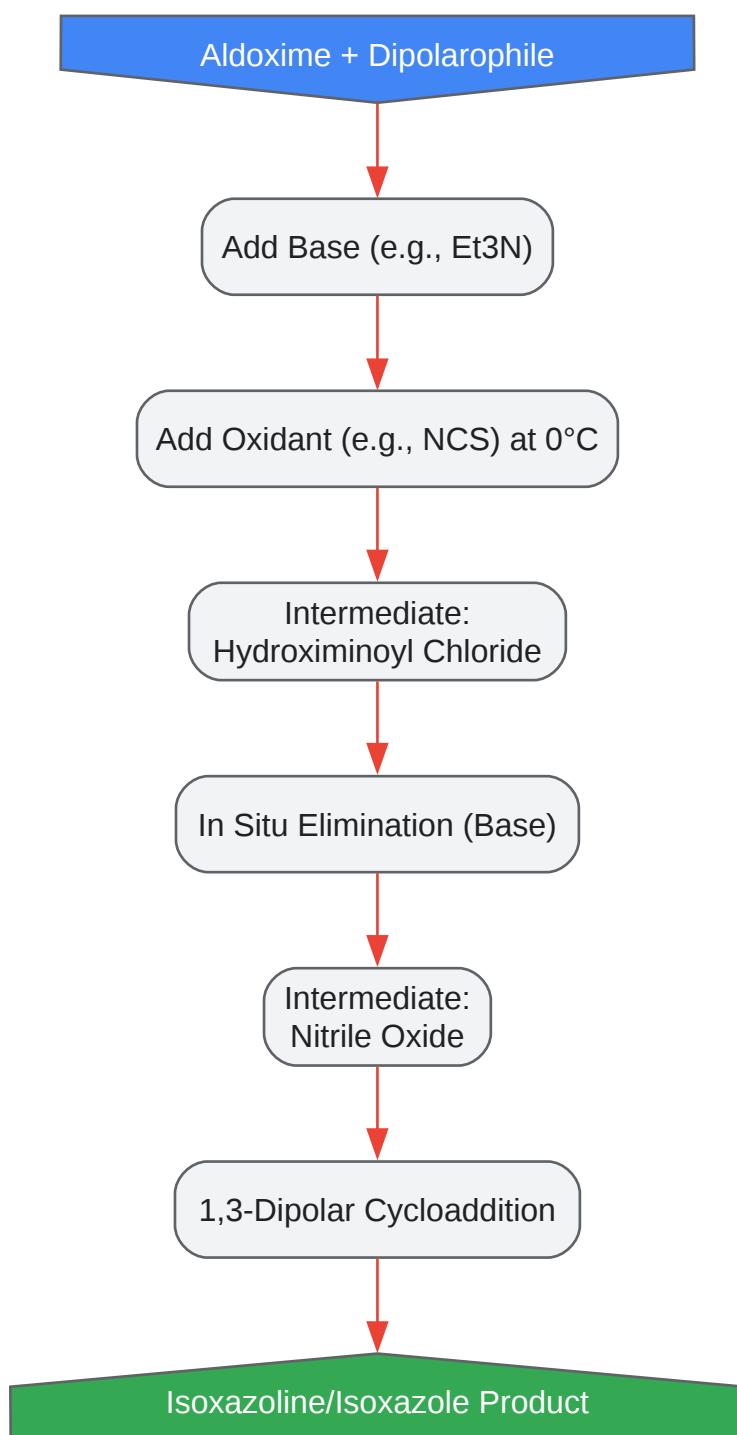 Aldoxime + Dipolarophile
Add Base (e.g., Et3N)
Add Oxidant (e.g., NCS) at 0°C
Intermediate:
Hydroximinoyl Chloride
In Situ Elimination (Base)
Intermediate:
Nitrile Oxide
1,3-Dipolar Cycloaddition
Isoxazoline/Isoxazole Product